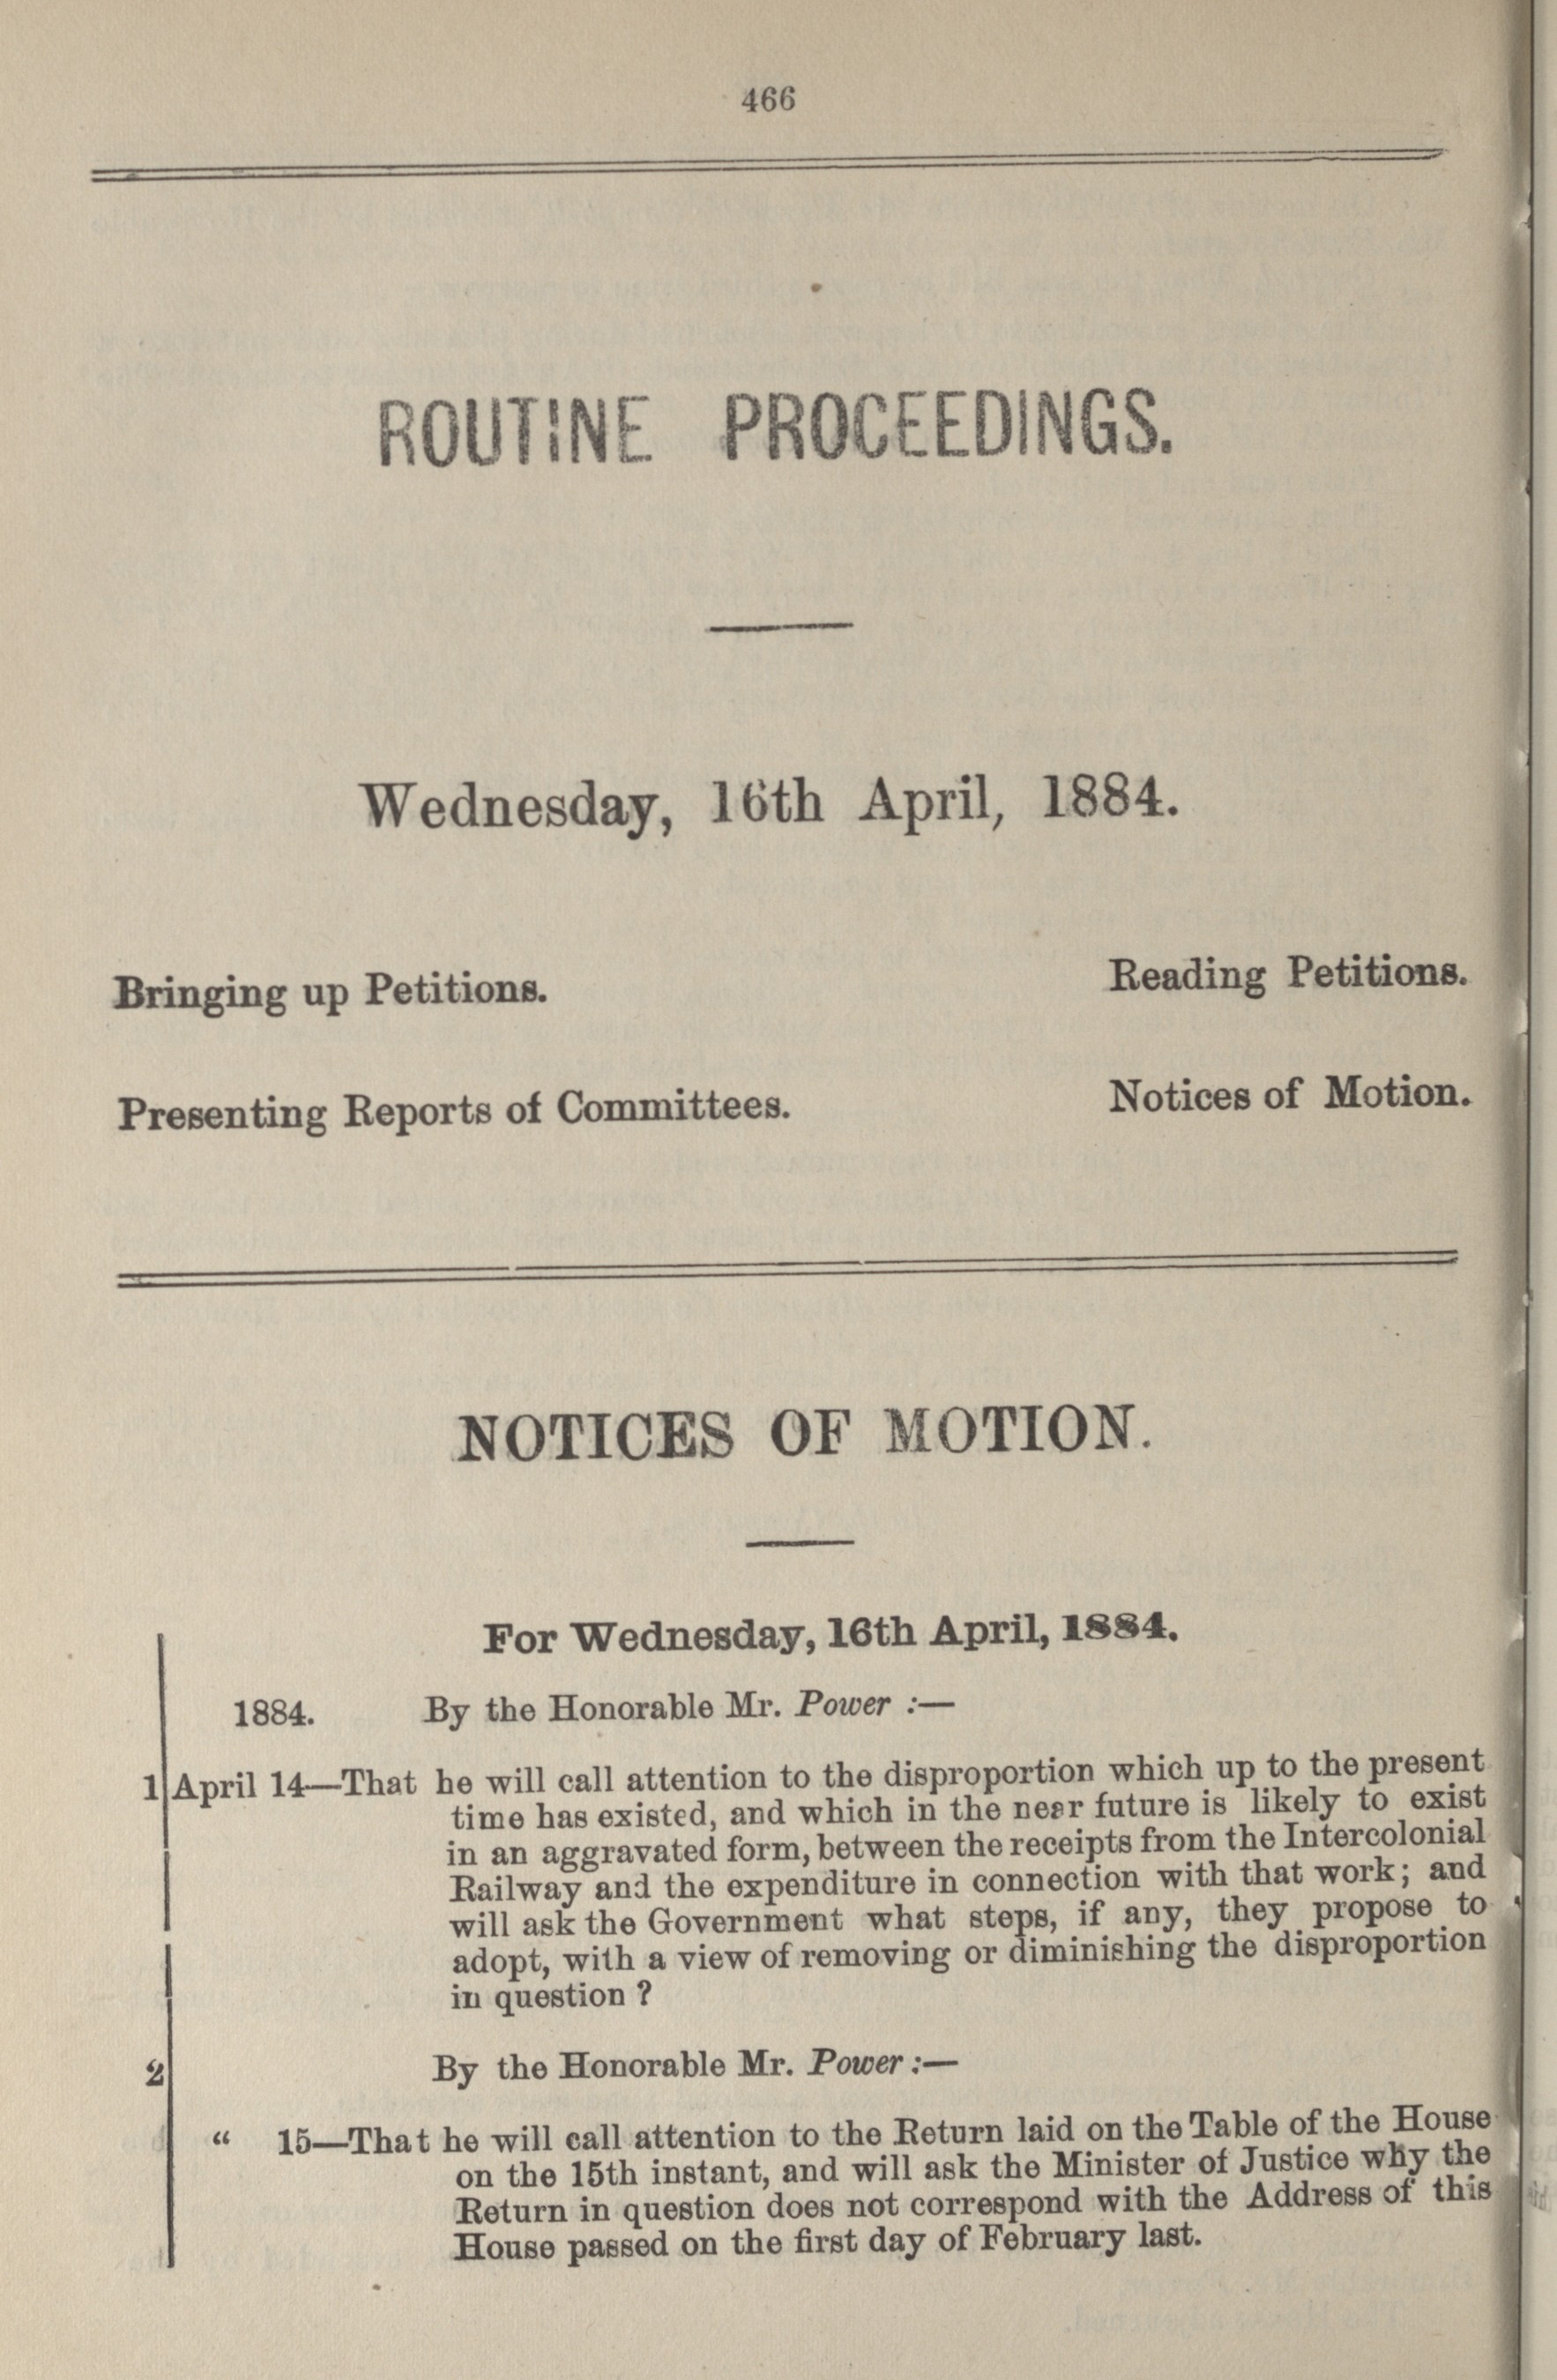 466
ROUTINE PROCEEDINGS.
Wednesday, 16th April, 1884.
Bringing up Petitions. Reading Petitions.
Presenting Reports of Committees. Notices of Motion.
NOTICES OF MOTION.
For Wednesday, 16th April, 1884.
1884. By the Honorable Mr. Power :—
1 April 14—That he will call attention to the disproportion which up to the present
time has existed, and which in the near future is likely to exist
in an aggravated form, between the receipts from the Intercolonial
Railway and the expenditure in connection with that work; and
will ask the Government what steps, if any, they propose to
adopt, with a view of removing or diminishing the disproportion
in question ?
2 By the Honorable Mr. Power :—
“ 15—That he will call attention to the Return laid on the Table of the House
on the 15th instant, and will ask the Minister of Justice why the
Return in question does not correspond with the Address of this
House passed on the first day of February last.